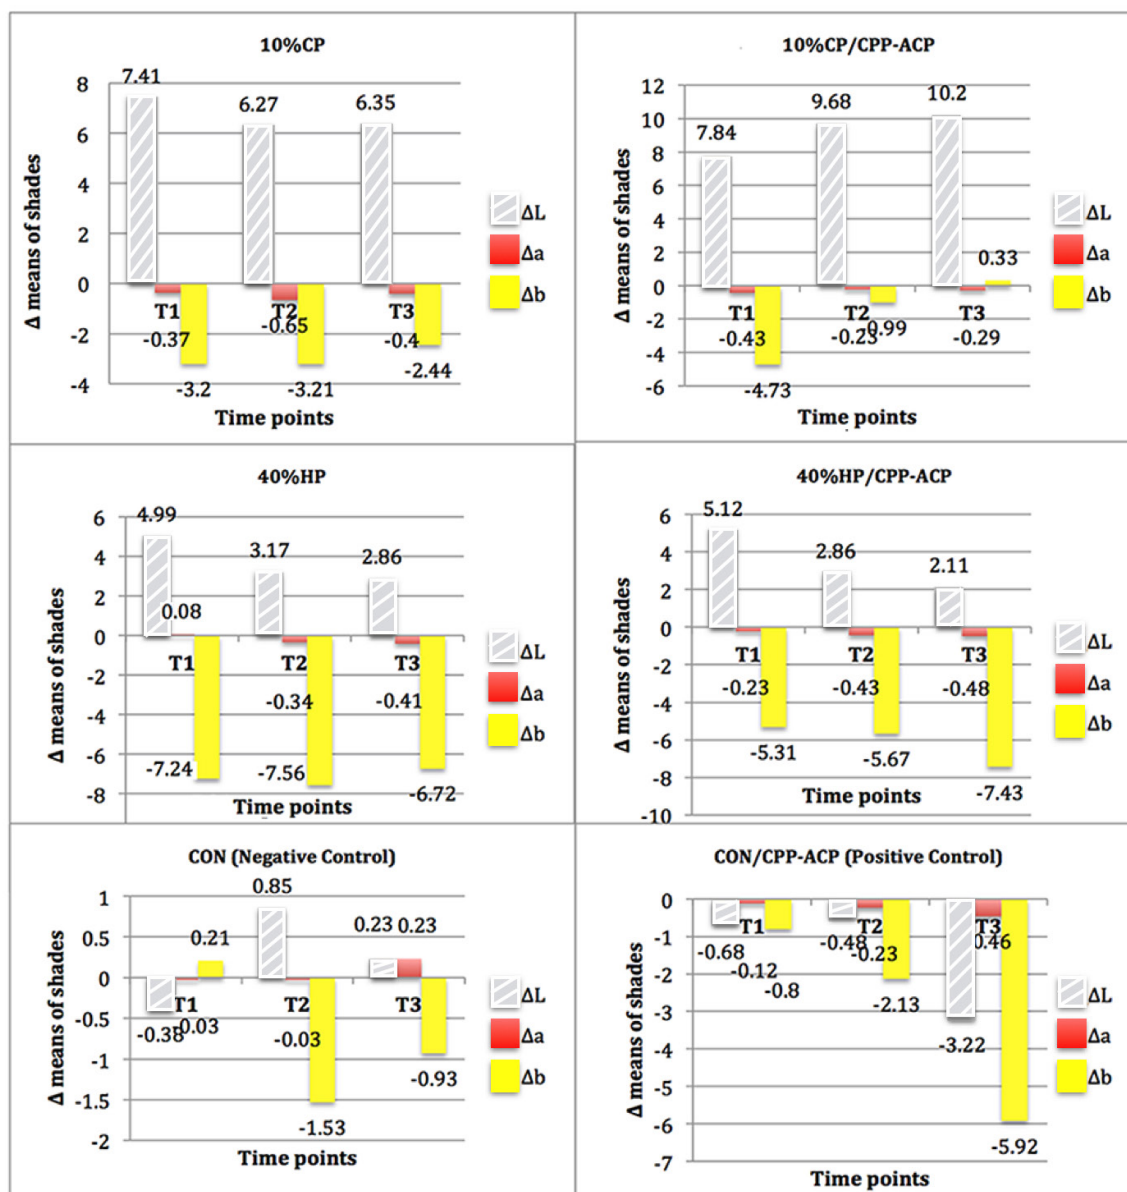 10%CP
7.41
6.27
6.35
8
6
4
2
0
-2
-4
Δ means of shades
T1
T2
T3
-0.37
-0.65
-0.4
-3.2
-3.21
-2.44
Time points
ΔL
Δa
Δb
10%CP/CPP-ACP
7.84
9.68
10.2
12
10
8
6
4
2
0
-2
-4
-6
Δ means of shades
0.33
T1
T2
T3
-0.43
-0.23
-0.99
-0.29
-4.73
Time points
ΔL
Δa
Δb
40%HP
4.99
3.17
2.86
0.08
6
4
2
0
-2
-4
-6
-8
Δ means of shades
T1
T2
T3
-0.34
-0.41
-7.24
-7.56
-6.72
Time points
ΔL
Δa
Δb
40%HP/CPP-ACP
5.12
2.86
2.11
6
4
2
0
-2
-4
-6
-8
-10
Δ means of shades
T1
T2
T3
-0.23
-0.43
-0.48
-5.31
-5.67
-7.43
Time points
ΔL
Δa
Δb
CON (Negative Control)
0.85
0.21
0.23
0.23
1
0.5
0
-0.5
-1
-1.5
-2
Δ means of shades
T1
T2
T3
-0.38
0.03
-0.03
-0.93
-1.53
Time points
ΔL
Δa
Δb
CON/CPP-ACP (Positive Control)
0
-1
-2
-3
-4
-5
-6
-7
Δ means of shades
T1
T2
T3
-0.68
-0.12
-0.8
-0.48
-0.23
-2.13
0.46
-3.22
-5.92
Time points
ΔL
Δa
Δb